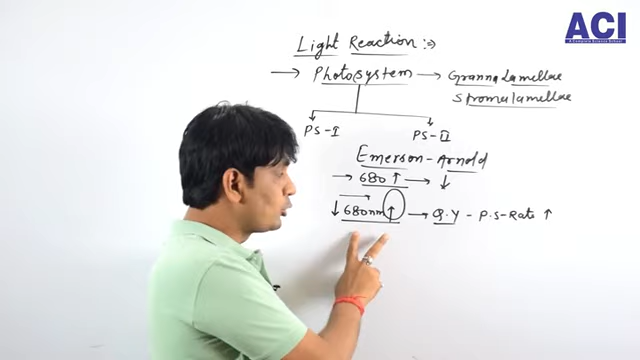 ACI
Light Reaction :⇒
→ Photosystem → Granna Lamellae
Stroma lamellae
PS-I PS-II
Emerson-Arnold
→ 680 ↑ → ↓
→
↓ 680nm ↑ → Q.Y - P.S-Rate ↑